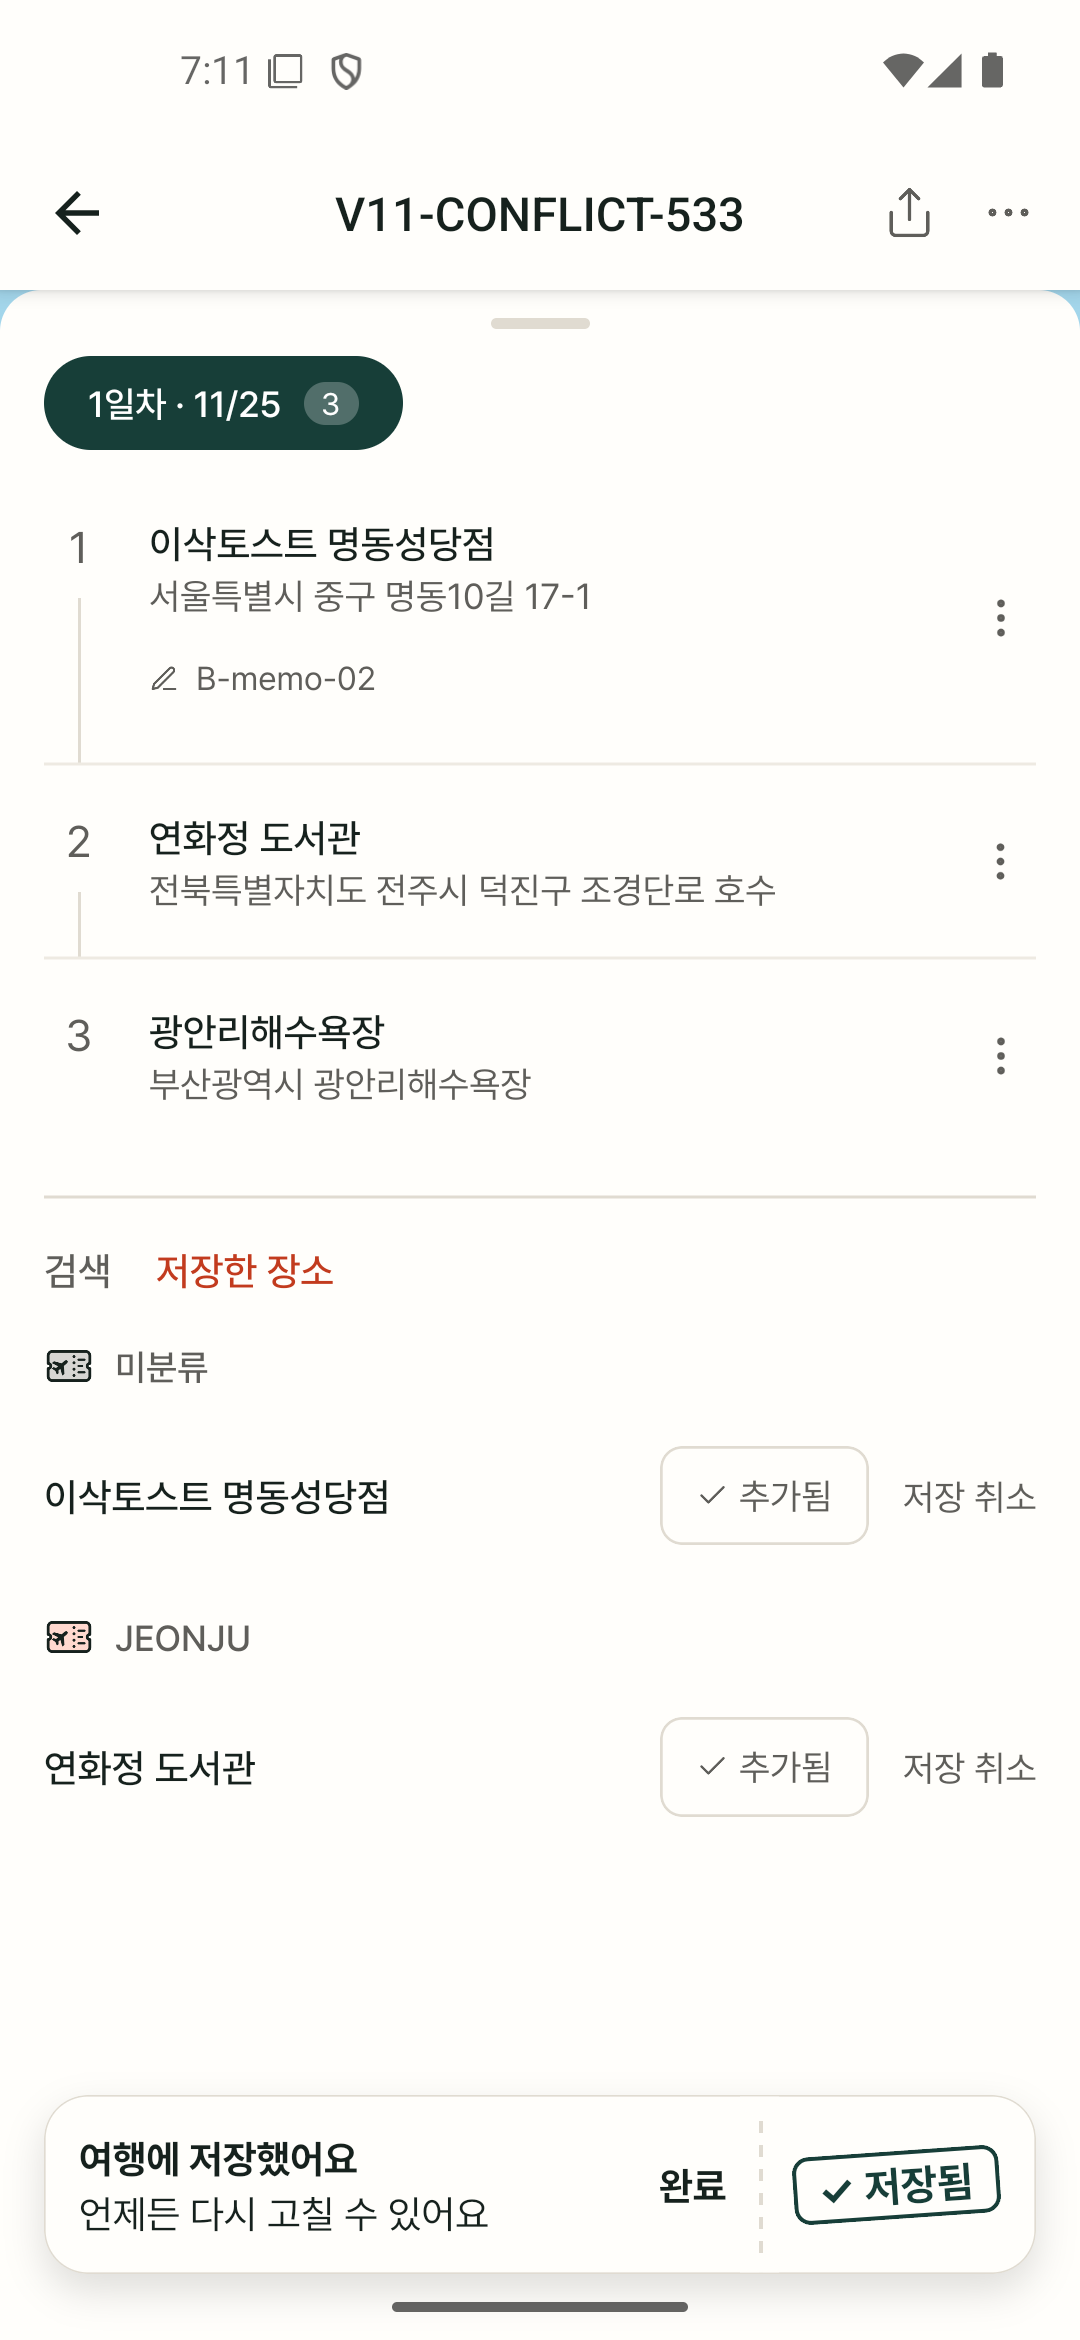 7:11
V11-CONFLICT-533
1일차 · 11/25 3
1
이삭토스트 명동성당점
서울특별시 중구 명동10길 17-1
B-memo-02
2
연화정 도서관
전북특별자치도 전주시 덕진구 조경단로 호수
3
광안리해수욕장
부산광역시 광안리해수욕장
검색 저장한 장소
미분류
이삭토스트 명동성당점 추가됨 저장 취소
JEONJU
연화정 도서관 추가됨 저장 취소
여행에 저장했어요
언제든 다시 고칠 수 있어요
완료
저장됨